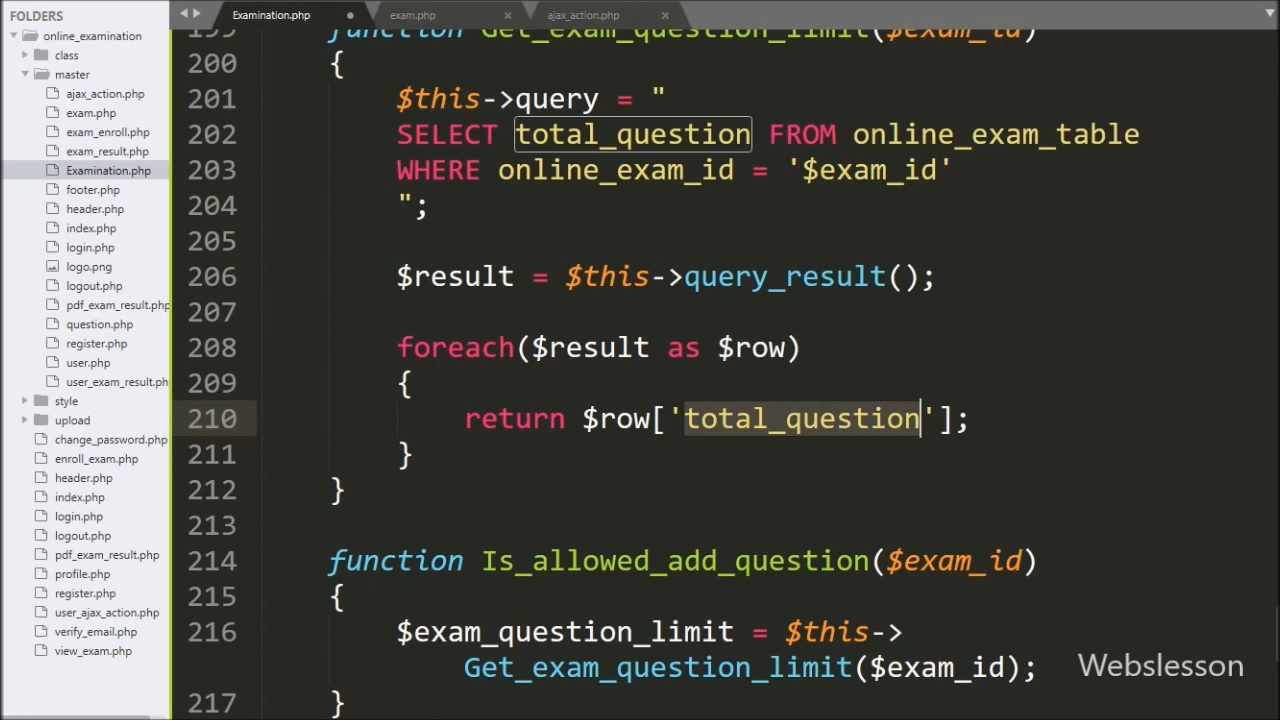 FOLDERS
online_examination
class
master
ajax_action.php
exam.php
exam_enroll.php
exam_result.php
Examination.php
footer.php
header.php
index.php
login.php
logo.png
logout.php
pdf_exam_result.php
question.php
register.php
user.php
user_exam_result.ph
style
upload
change_password.php
enroll_exam.php
header.php
index.php
login.php
logout.php
pdf_exam_result.php
profile.php
register.php
user_ajax_action.php
verify_email.php
view_exam.php
Examination.php exam.php ajax_action.php
199 function Get_exam_question_limit($exam_id)
200 {
201 $this->query = "
202 SELECT total_question FROM online_exam_table
203 WHERE online_exam_id = '$exam_id'
204 ";
205
206 $result = $this->query_result();
207
208 foreach($result as $row)
209 {
210 return $row['total_question'];
211 }
212 }
213
214 function Is_allowed_add_question($exam_id)
215 {
216 $exam_question_limit = $this->
Get_exam_question_limit($exam_id);
217 }
Webslesson